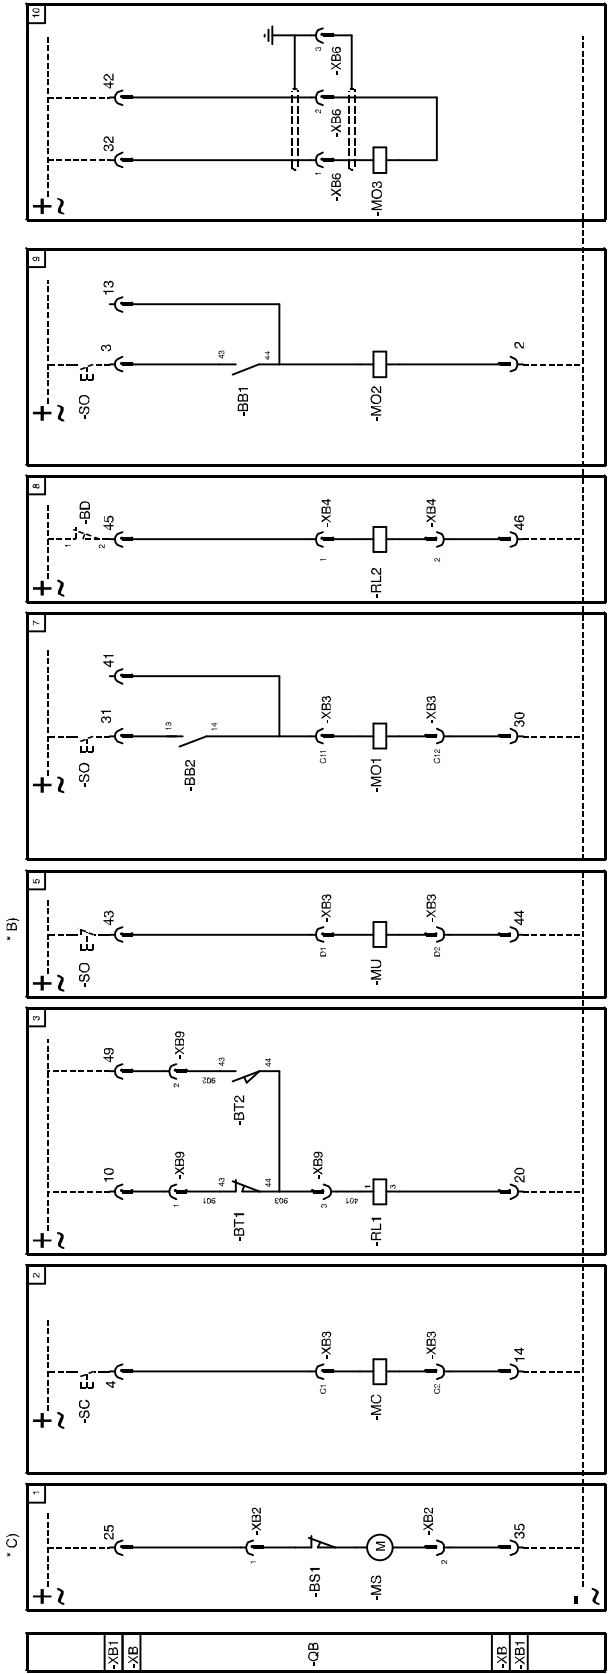 * C)
* B)
-XB1
-XB
-QB
-XB
-XB1
1
+
~
25
1
-XB2
-BS1
M
-MS
-XB2
2
35
-
~
2
+
~
-SC
4
C1
-XB3
-MC
C2
-XB3
14
3
+
~
10
49
1
-XB9
2
-XB9
901
902
43
44
-BT1
43
44
-BT2
903
3
-XB9
401
1
3
-RL1
20
5
+
~
-SO
43
D1
-XB3
-MU
D2
-XB3
44
7
+
~
-SO
31
41
13
14
-BB2
C11
-XB3
-MO1
C12
-XB3
30
8
+
~
1
2
-BD
45
1
-XB4
-RL2
2
-XB4
46
9
+
~
-SO
3
13
43
44
-BB1
-MO2
2
10
+
~
32
42
1
-XB6
2
-XB6
3
-XB6
-MO3